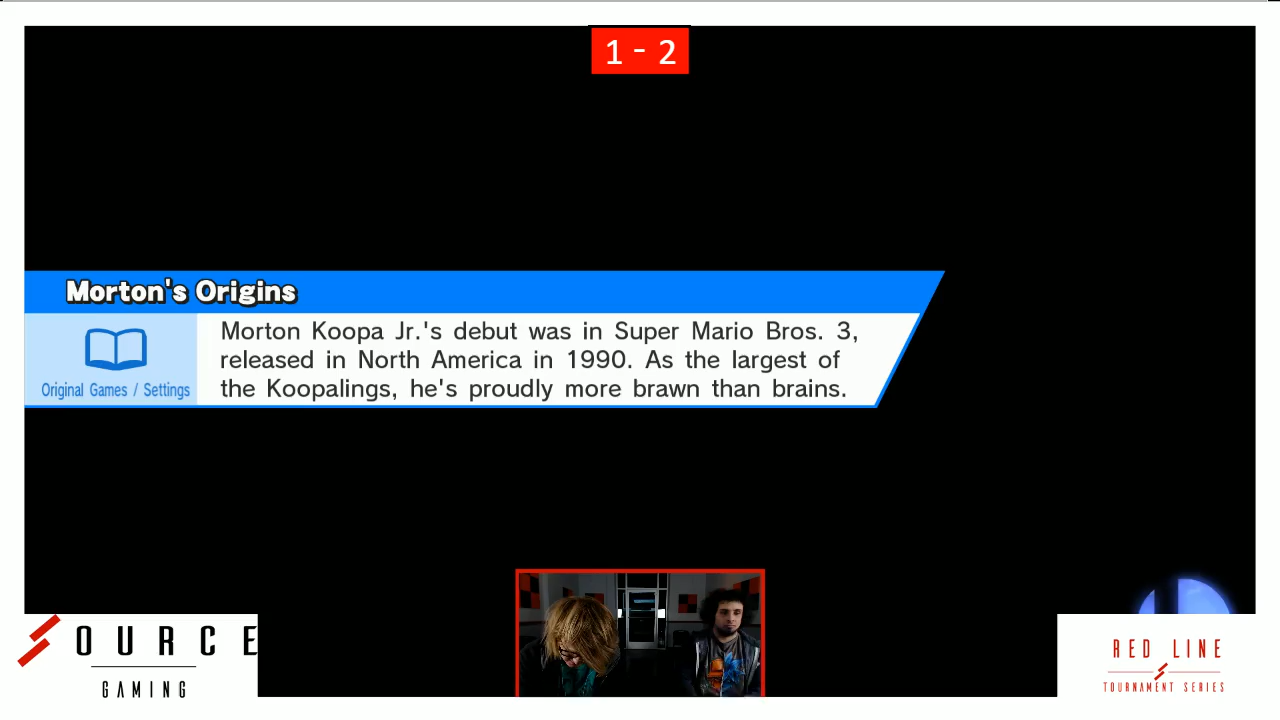 1 - 2
Morton's Origins
Morton Koopa Jr.'s debut was in Super Mario Bros. 3,
released in North America in 1990. As the largest of
the Koopalings, he's proudly more brawn than brains.
Original Games / Settings
SOURCE
GAMING
RED LINE
TOURNAMENT SERIES